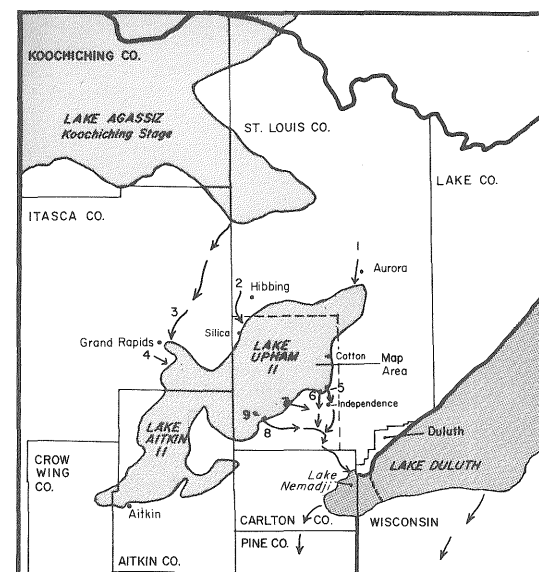 KOOCHICHING CO.
LAKE AGASSIZ
Koochiching Stage
ST. LOUIS CO.
LAKE CO.
ITASCA CO.
1
Aurora
2
Hibbing
3
Silica
Grand Rapids
4
LAKE
UPHAM
II
Cotton
Map
Area
5
6
7
Independence
9
8
LAKE
AITKIN
II
Duluth
CROW
WING
CO.
Lake
Nemadji
LAKE DULUTH
Aitkin
CARLTON CO.
WISCONSIN
PINE CO.
AITKIN CO.